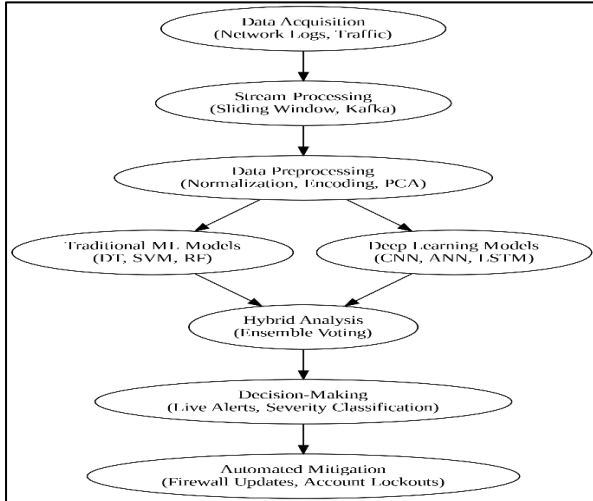 Data Acquisition
(Network Logs, Traffic)
Stream Processing
(Sliding Window, Kafka)
Data Preprocessing
(Normalization, Encoding, PCA)
Traditional ML Models
(DT, SVM, RF)
Deep Learning Models
(CNN, ANN, LSTM)
Hybrid Analysis
(Ensemble Voting)
Decision-Making
(Live Alerts, Severity Classification)
Automated Mitigation
(Firewall Updates, Account Lockouts)